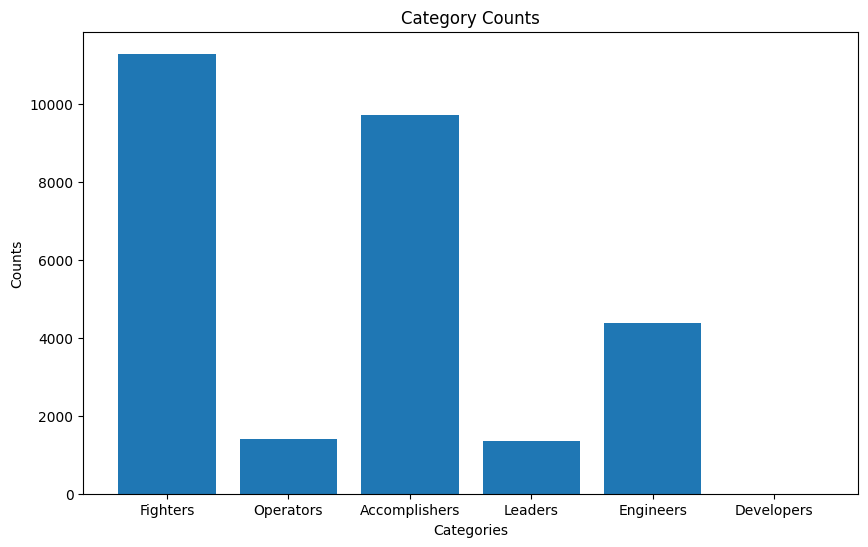 Category Counts
Counts
10000
8000
6000
4000
2000
0
Fighters
Operators
Accomplishers
Leaders
Engineers
Developers
Categories